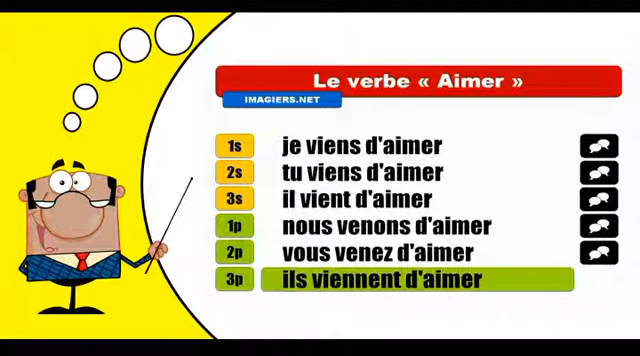 Le verbe « Aimer »
IMAGIERS.NET
1s je viens d'aimer
2s tu viens d'aimer
3s il vient d'aimer
1p nous venons d'aimer
2p vous venez d'aimer
3p ils viennent d'aimer